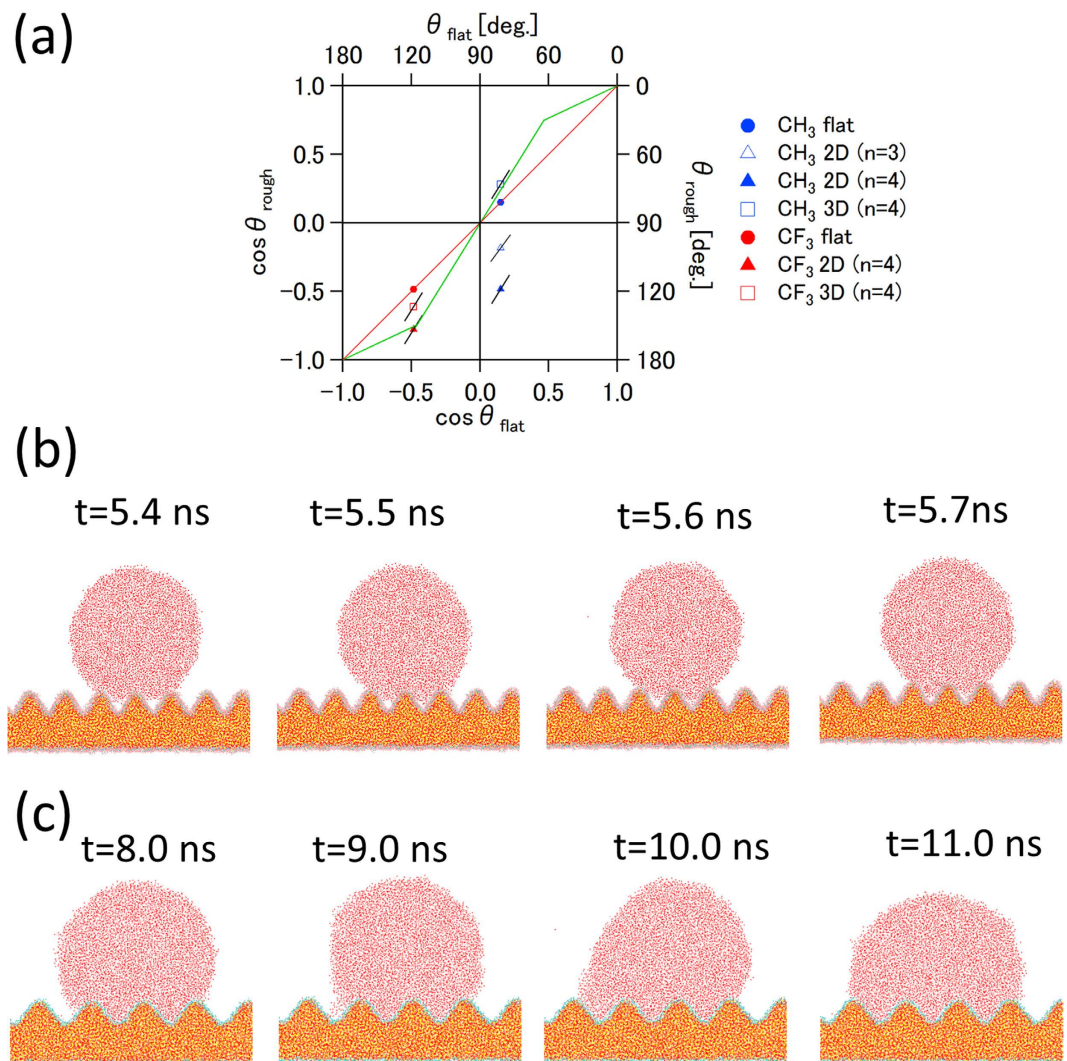 (a)
θ flat [deg.]
180 120 90 60 0
1.0 0
0.5 60
0.0 90
−0.5 120
−1.0 180
cos θ rough
θ rough [deg.]
−1.0 −0.5 0.0 0.5 1.0
cos θ flat
CH₃ flat
CH₃ 2D (n=3)
CH₃ 2D (n=4)
CH₃ 3D (n=4)
CF₃ flat
CF₃ 2D (n=4)
CF₃ 3D (n=4)
(b)
t=5.4 ns t=5.5 ns t=5.6 ns t=5.7ns
(c)
t=8.0 ns t=9.0 ns t=10.0 ns t=11.0 ns